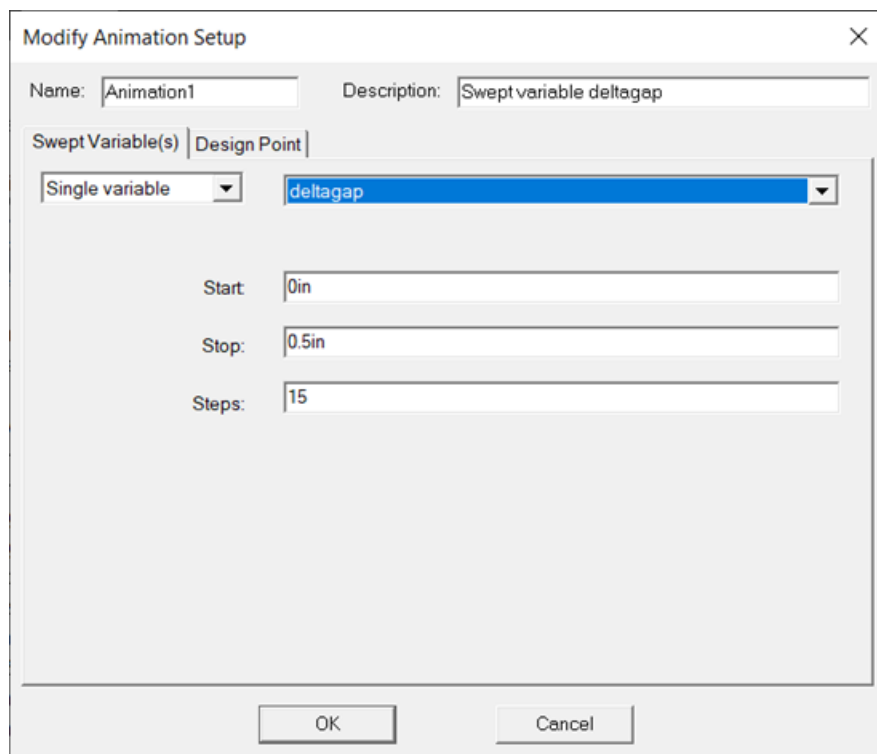 Modify Animation Setup
Name: Animation1 Description: Swept variable deltagap
Swept Variable(s) Design Point
Single variable deltagap
Start: 0in
Stop: 0.5in
Steps: 15
OK Cancel